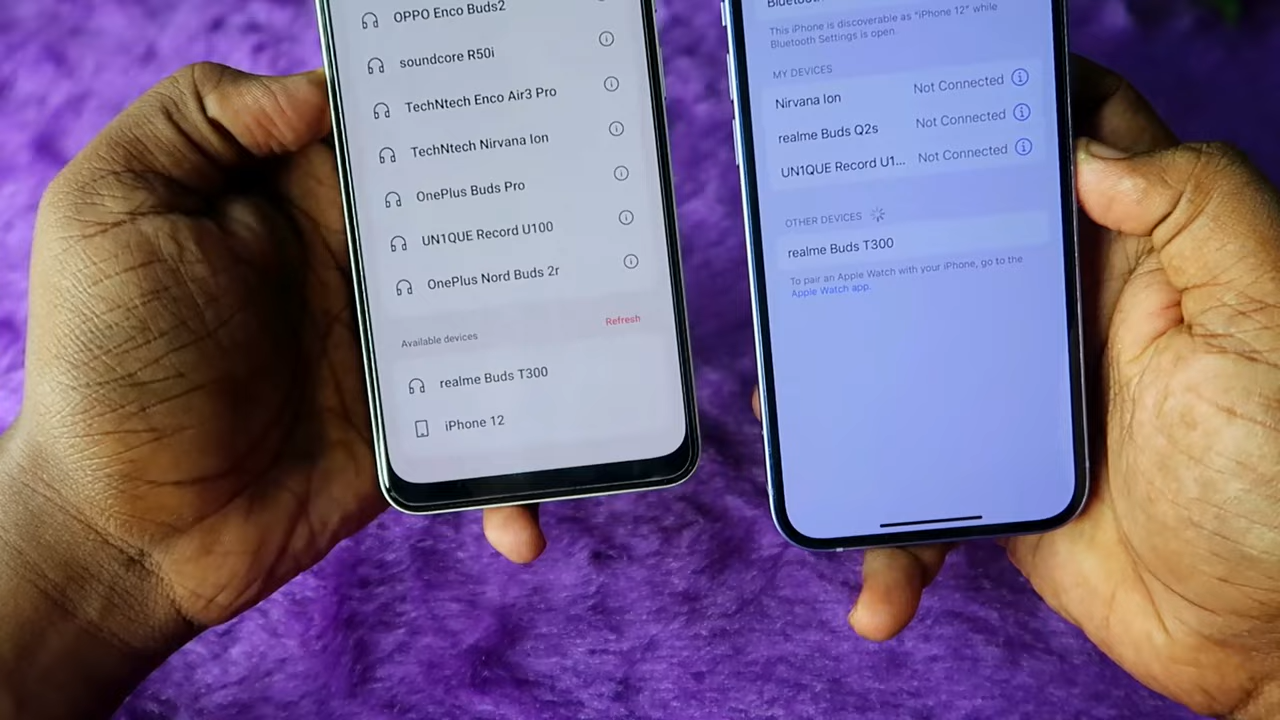 OPPO Enco Buds2
soundcore R50i
TechNtech Enco Air3 Pro
TechNtech Nirvana Ion
OnePlus Buds Pro
UN1QUE Record U100
OnePlus Nord Buds 2r
Available devices
Refresh
realme Buds T300
iPhone 12
This iPhone is discoverable as "iPhone 12" while
Bluetooth Settings is open.
MY DEVICES
Nirvana Ion Not Connected
realme Buds Q2s Not Connected
UN1QUE Record U1... Not Connected
OTHER DEVICES
realme Buds T300
To pair an Apple Watch with your iPhone, go to the
Apple Watch app.